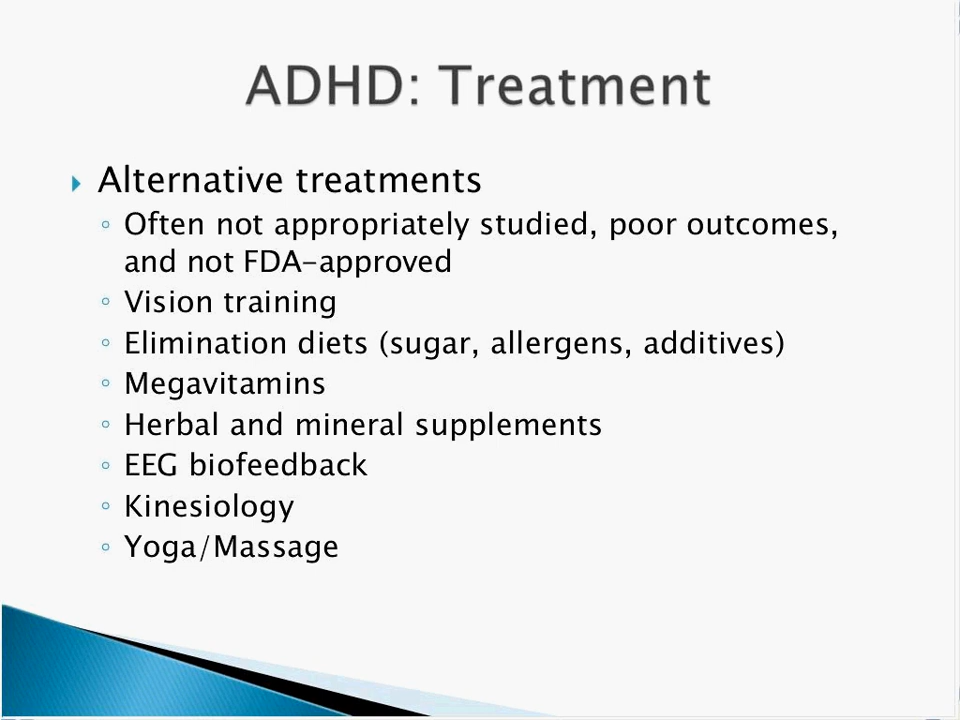 ADHD: Treatment
Alternative treatments
Often not appropriately studied, poor outcomes,
and not FDA-approved
Vision training
Elimination diets (sugar, allergens, additives)
Megavitamins
Herbal and mineral supplements
EEG biofeedback
Kinesiology
Yoga/Massage